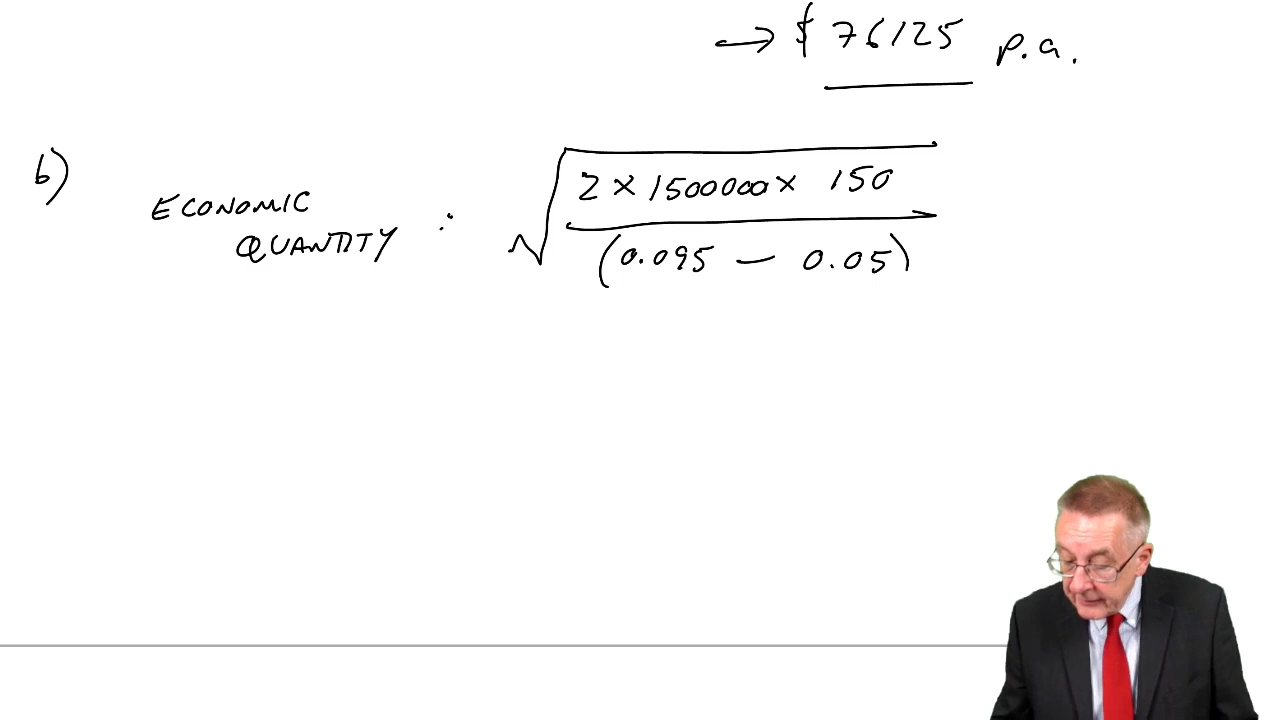 → $ 76125 p.a.
b)
ECONOMIC
QUANTITY : √
2 × 1500000 × 150
(0.095 - 0.05)